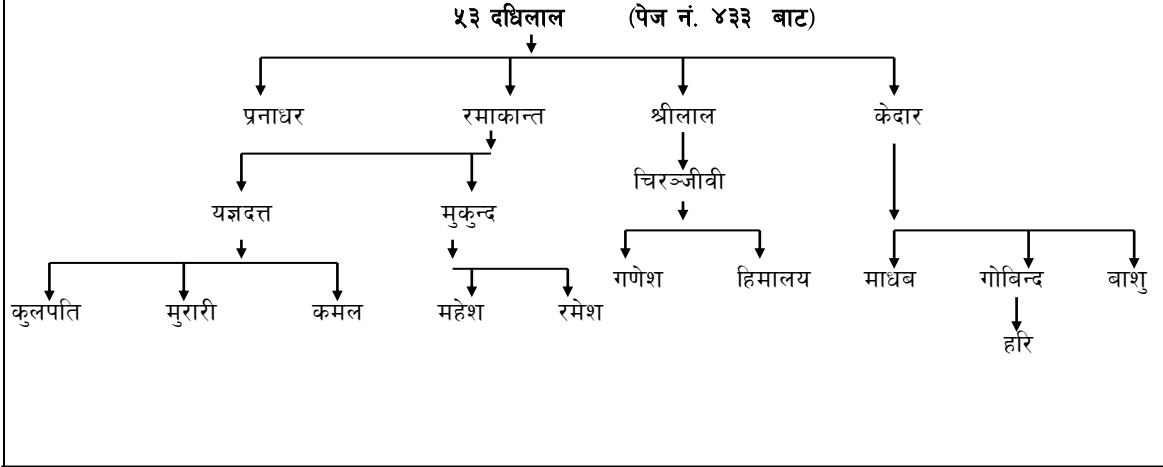 ५३ दधिलाल (पेज नं. ४३३ बाट)
प्रनाधर रमाकान्त श्रीलाल केदार
चिरञ्जीवी
यज्ञदत्त मुकुन्द
गणेश हिमालय माधब गोबिन्द बाशु
कुलपति मुरारी कमल महेश रमेश
हरि